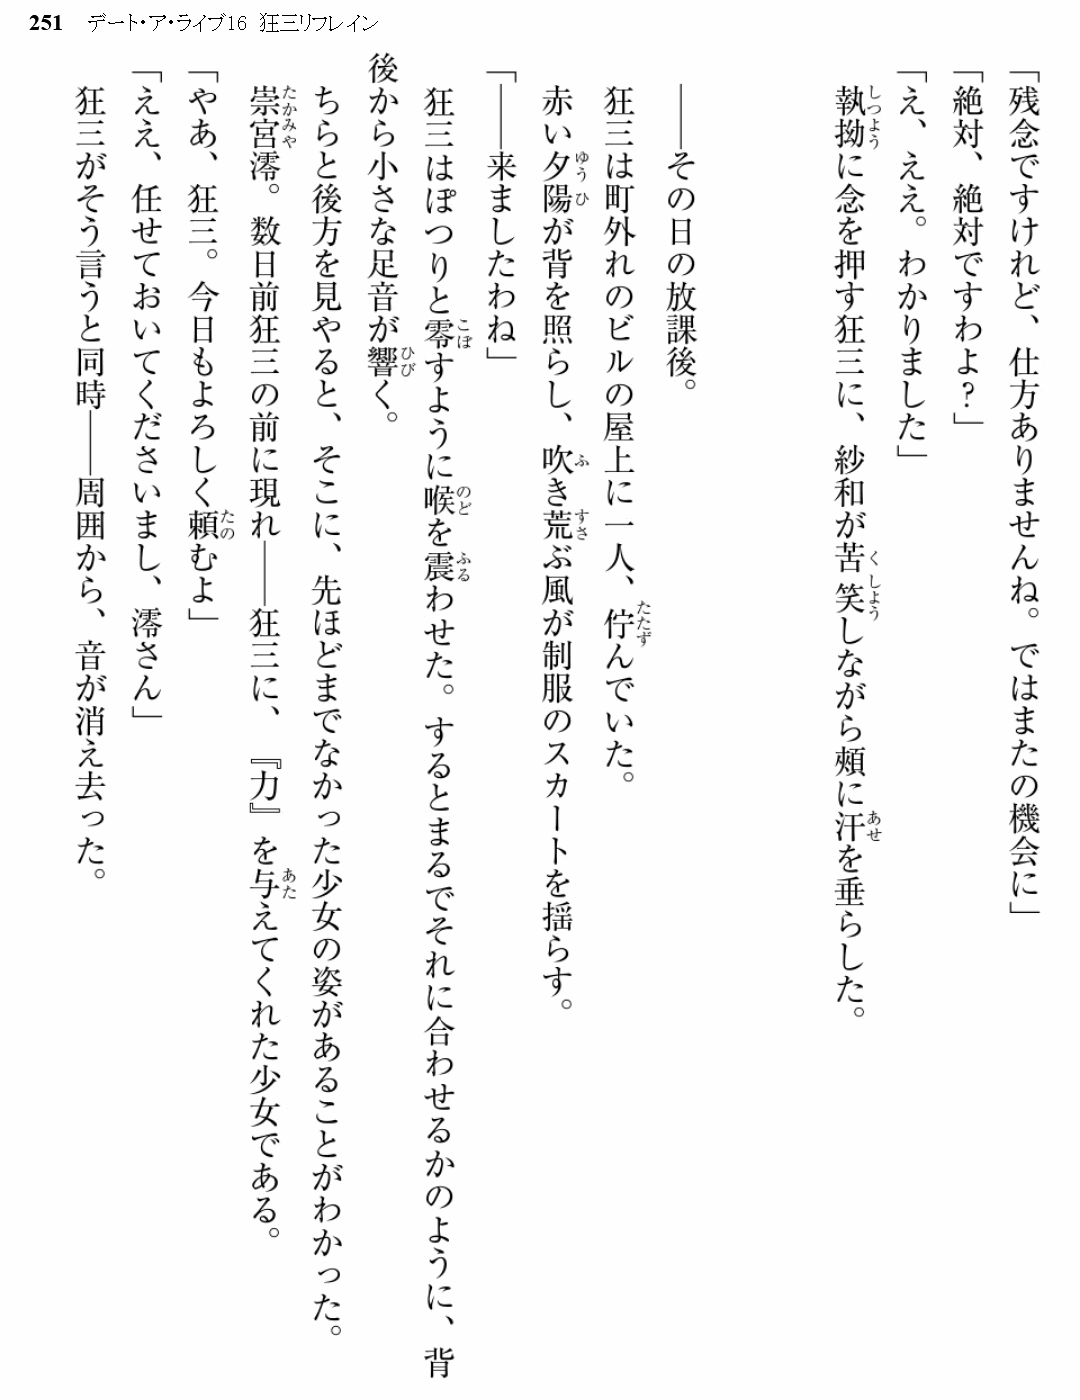 251 デート・ア・ライブ16 狂三リフレイン
「残念ですけれど、仕方ありませんね。ではまたの機会に」
「絶対、絶対ですわよ？」
「え、ええ。わかりました」
執拗に念を押す狂三に、紗和が苦笑しながら頬に汗を垂らした。
――その日の放課後。
狂三は町外れのビルの屋上に一人、佇んでいた。
赤い夕陽が背を照らし、吹き荒ぶ風が制服のスカートを揺らす。
「――来ましたわね」
狂三はぽつりと零すように喉を震わせた。するとまるでそれに合わせるかのように、背
後から小さな足音が響く。
ちらと後方を見やると、そこに、先ほどまでなかった少女の姿があることがわかった。
崇宮澪。数日前狂三の前に現れ――狂三に、『力』を与えてくれた少女である。
「やあ、狂三。今日もよろしく頼むよ」
「ええ、任せておいてくださいまし、澪さん」
狂三がそう言うと同時――周囲から、音が消え去った。